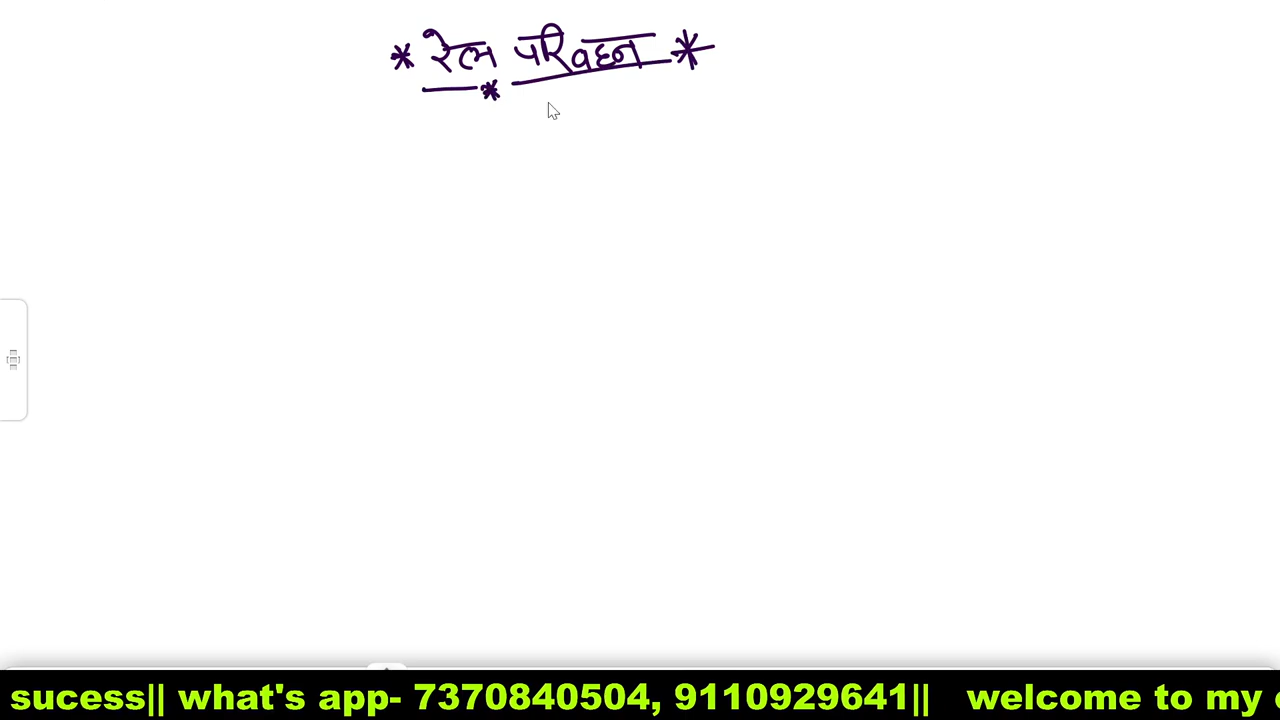 * रेल परिवहन *
*
sucess|| what's app- 7370840504, 9110929641|| welcome to my